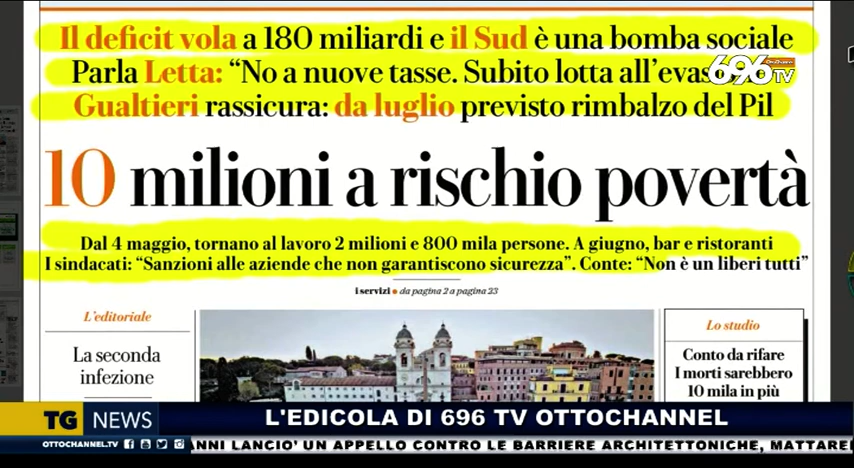 Il deficit vola a 180 miliardi e il Sud è una bomba sociale
Parla Letta: “No a nuove tasse. Subito lotta all’evas
696 TV
Gualtieri rassicura: da luglio previsto rimbalzo del Pil
10 milioni a rischio povertà
Dal 4 maggio, tornano al lavoro 2 milioni e 800 mila persone. A giugno, bar e ristoranti
I sindacati: “Sanzioni alle aziende che non garantiscono sicurezza”. Conte: “Non è un liberi tutti”
i servizi ● da pagina 2 a pagina 23
L’editoriale
La seconda
infezione
Lo studio
Conto da rifare
I morti sarebbero
10 mila in più
TG NEWS
L'EDICOLA DI 696 TV OTTOCHANNEL
OTTOCHANNEL.TV
ANNI LANCIO' UN APPELLO CONTRO LE BARRIERE ARCHITETTONICHE, MATTARE